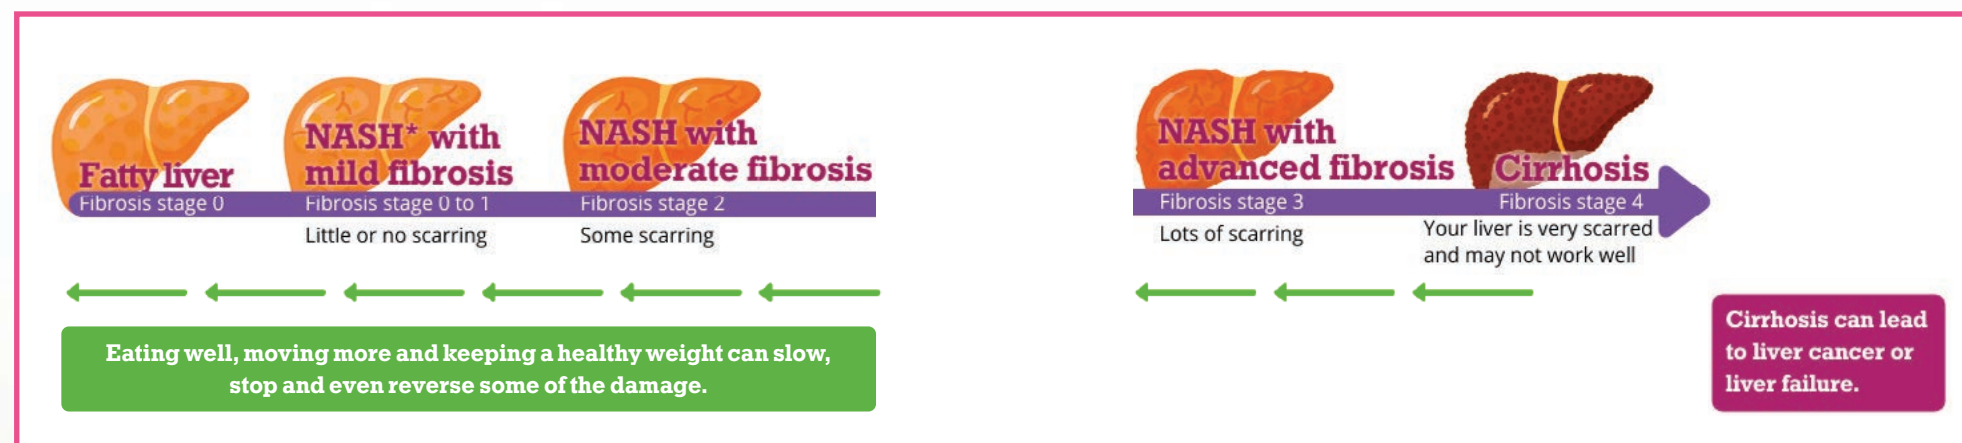 Fatty liver
Fibrosis stage 0
NASH* with
mild fibrosis
Fibrosis stage 0 to 1
Little or no scarring
NASH with
moderate fibrosis
Fibrosis stage 2
Some scarring
NASH with
advanced fibrosis
Fibrosis stage 3
Lots of scarring
Cirrhosis
Fibrosis stage 4
Your liver is very scarred
and may not work well
Eating well, moving more and keeping a healthy weight can slow,
stop and even reverse some of the damage.
Cirrhosis can lead
to liver cancer or
liver failure.